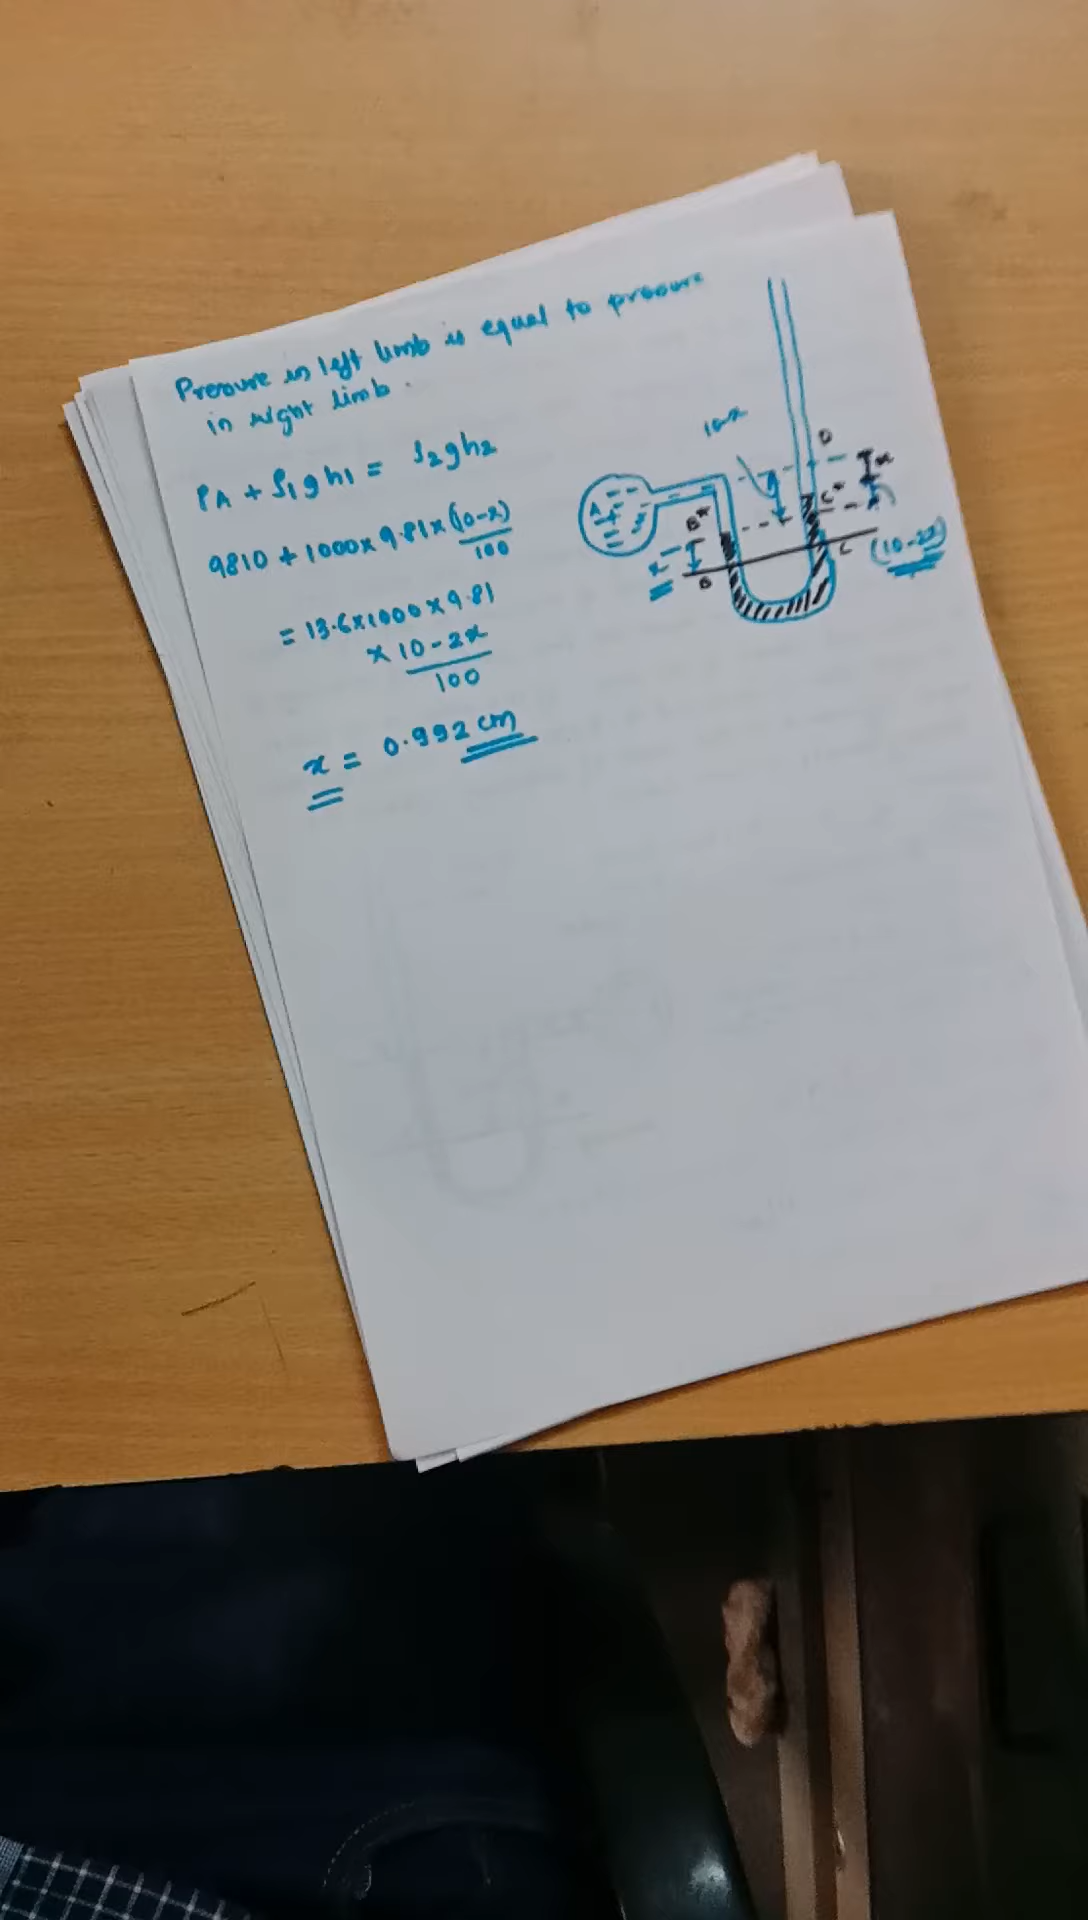 Pressure in left limb is equal to pressure
in right limb.
PA + ρ1gh1 = ρ2gh2
9810 + 1000 × 9.81 × (10-x)
100
= 13.6×1000 × 9.81
× 10-2x
100
x = 0.992 cm
D
x
A
B*
C*
x
B
C
(10-2x)